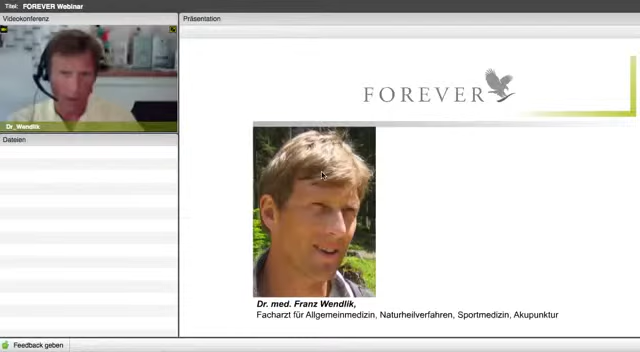 Titel: FOREVER Webinar
Videokonferenz
Präsentation
Dr_Wendlik
Dateien
FOREVER
Dr. med. Franz Wendlik,
Facharzt für Allgemeinmedizin, Naturheilverfahren, Sportmedizin, Akupunktur
Feedback geben